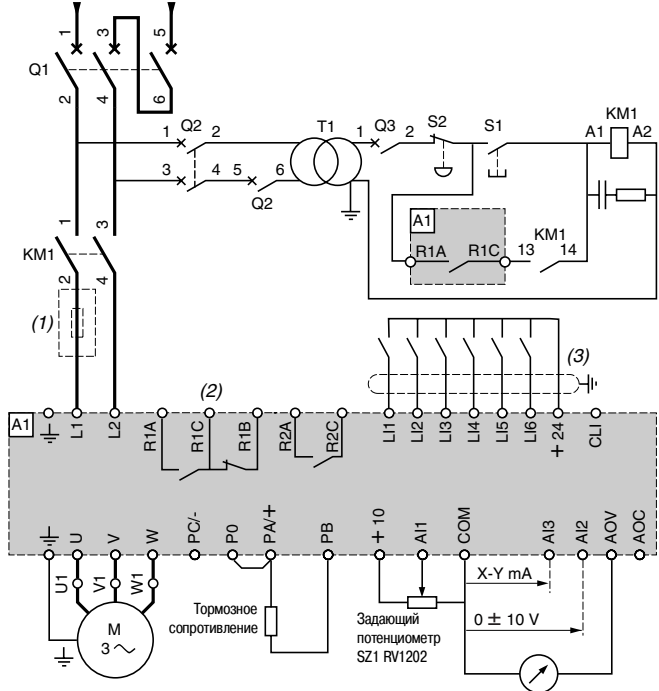 1 3 5
Q1
2 4 6
1 Q2 2
T1
1 Q3 2
S2
S1
KM1
A1 A2
3 4 5 6
Q2
A1
R1A R1C
KM1
13 14
1 3
KM1
2 4
(1)
(2)
(3)
A1
L1
L2
R1A
R1C
R1B
R2A
R2C
LI1
LI2
LI3
LI4
LI5
LI6
+ 24
CLI
U
V
W
PC/-
P0
PA/+
PB
+ 10
AI1
COM
AI3
AI2
AOV
AOC
U1
V1
W1
X-Y mA
0 ± 10 V
M
3 ~
Тормозное
сопротивление
Задающий
потенциометр
SZ1 RV1202